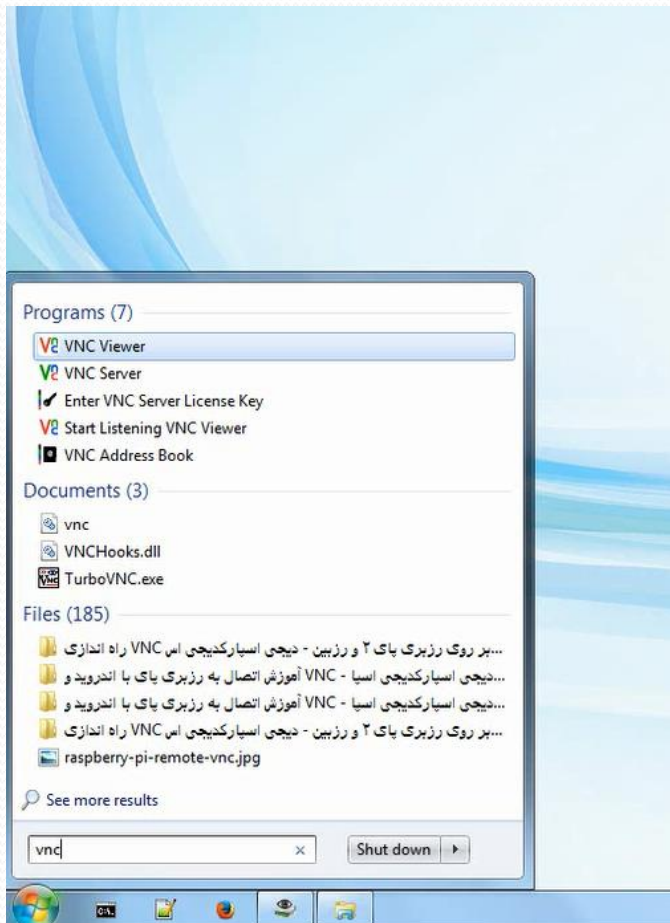 Programs (7)
VNC Viewer
VNC Server
Enter VNC Server License Key
Start Listening VNC Viewer
VNC Address Book
Documents (3)
vnc
VNCHooks.dll
TurboVNC.exe
Files (185)
راه اندازی VNC بر روی رزبری پای ۲ و رزبین - دیجی اسپارکدیجی اس...
آموزش اتصال به رزبری پای با اندروید و VNC - دیجی اسپارکدیجی اسپا...
آموزش اتصال به رزبری پای با اندروید و VNC - دیجی اسپارکدیجی اسپا...
راه اندازی VNC بر روی رزبری پای ۲ و رزبین - دیجی اسپارکدیجی اس...
raspberry-pi-remote-vnc.jpg
See more results
vnc
Shut down